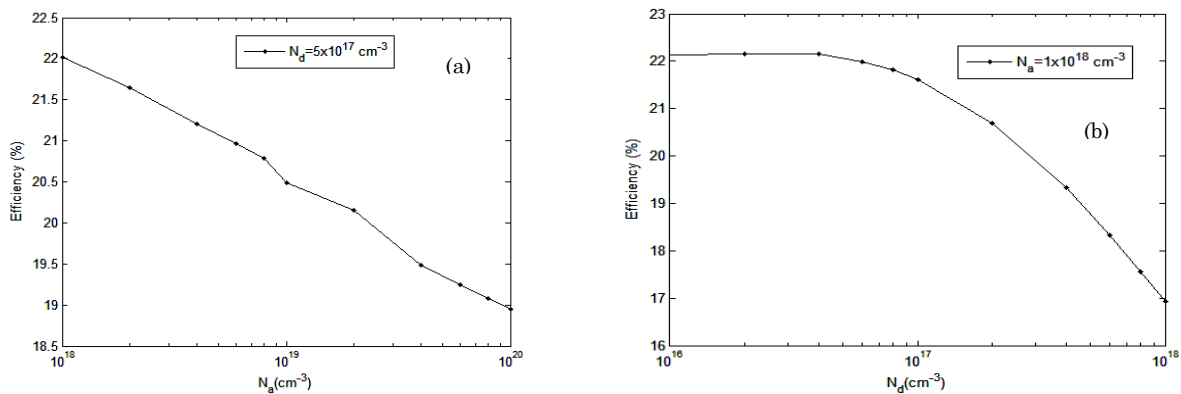 22.5
22
21.5
21
20.5
20
19.5
19
18.5
Efficiency (%)
N_d=5x10^17 cm^-3
(a)
10^18
10^19
10^20
N_a(cm^-3)
23
22
21
20
19
18
17
16
Efficiency (%)
N_a=1x10^18 cm^-3
(b)
10^16
10^17
10^18
N_d(cm^-3)